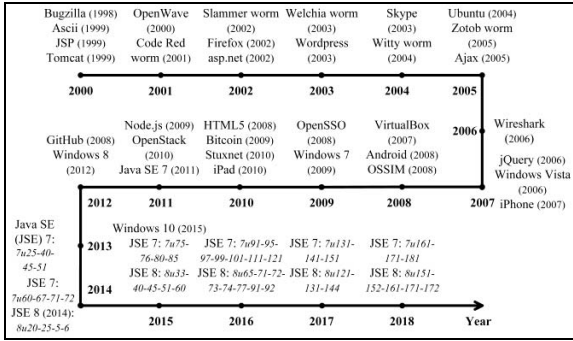 Bugzilla (1998)
Ascii (1999)
JSP (1999)
Tomcat (1999)
OpenWave
(2000)
Code Red
worm (2001)
Slammer worm
(2002)
Firefox (2002)
asp.net (2002)
Welchia worm
(2003)
Wordpress
(2003)
Skype
(2003)
Witty worm
(2004)
Ubuntu (2004)
Zotob worm
(2005)
Ajax (2005)
2000
2001
2002
2003
2004
2005
2006
Wireshark
(2006)
GitHub (2008)
Windows 8
(2012)
Node.js (2009)
OpenStack
(2010)
Java SE 7 (2011)
HTML5 (2008)
Bitcoin (2009)
Stuxnet (2010)
iPad (2010)
OpenSSO
(2008)
Windows 7
(2009)
VirtualBox
(2007)
Android (2008)
OSSIM (2008)
jQuery (2006)
Windows Vista
(2006)
iPhone (2007)
2012
2011
2010
2009
2008
2007
Java SE
(JSE) 7:
7u25-40-
45-51
2013
JSE 7:
7u60-67-71-72
JSE 8 (2014):
8u20-25-5-6
2014
Windows 10 (2015)
JSE 7: 7u75-
76-80-85
JSE 8: 8u33-
40-45-51-60
JSE 7: 7u91-95-
97-99-101-111-121
JSE 8: 8u65-71-72-
73-74-77-91-92
JSE 7: 7u131-
141-151
JSE 8: 8u121-
131-144
JSE 7: 7u161-
171-181
JSE 8: 8u151-
152-161-171-172
2015
2016
2017
2018
Year